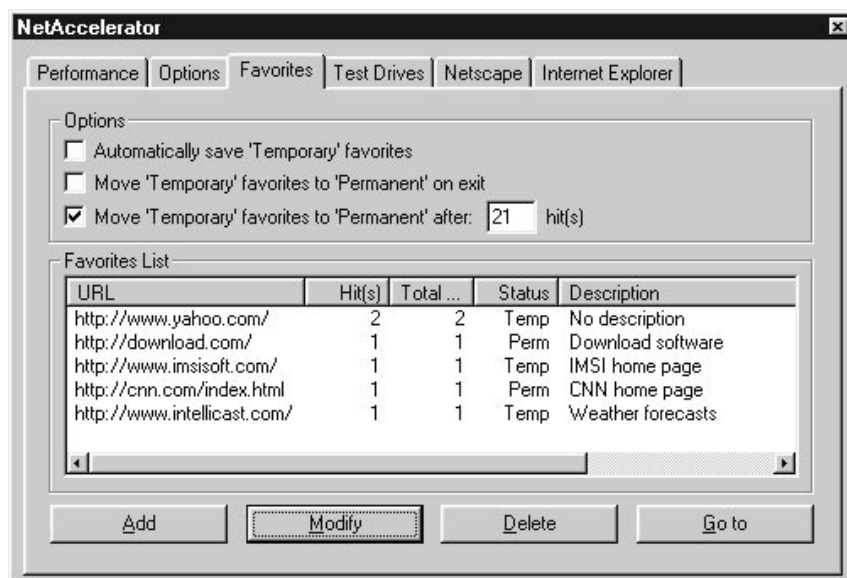 NetAccelerator
Performance Options Favorites Test Drives Netscape Internet Explorer
Options
Automatically save 'Temporary' favorites
Move 'Temporary' favorites to 'Permanent' on exit
Move 'Temporary' favorites to 'Permanent' after: 21 hit(s)
Favorites List
URL Hit(s) Total ... Status Description
http://www.yahoo.com/ 2 2 Temp No description
http://download.com/ 1 1 Perm Download software
http://www.imsisoft.com/ 1 1 Temp IMSI home page
http://cnn.com/index.html 1 1 Perm CNN home page
http://www.intellicast.com/ 1 1 Temp Weather forecasts
Add Modify Delete Go to